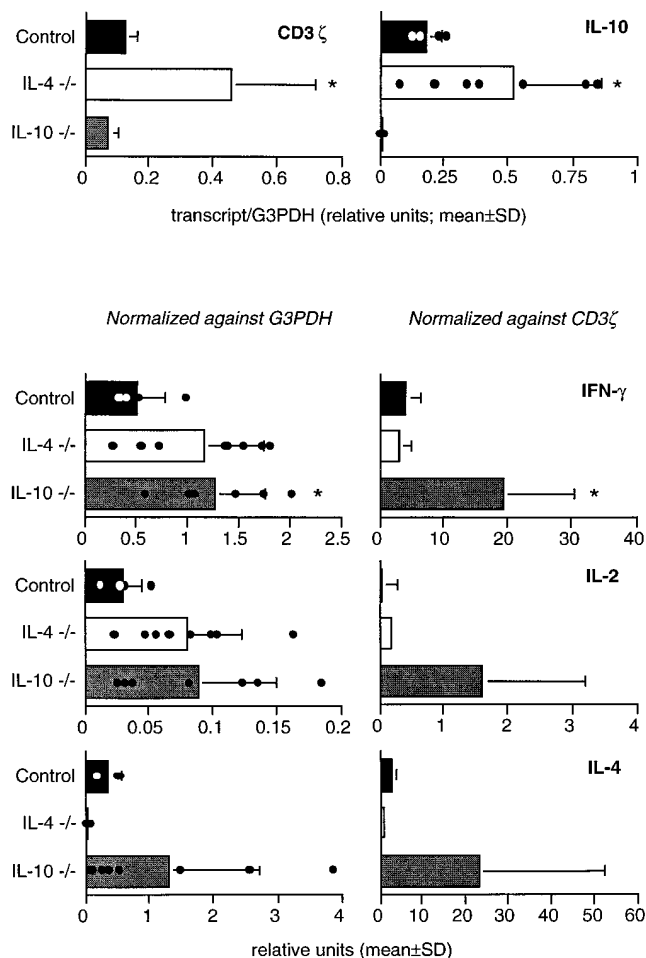 CD3 ζ
IL-10
Control
IL-4 -/-
*
*
IL-10 -/-
0 0.2 0.4 0.6 0.8
0 0.25 0.5 0.75 1
transcript/G3PDH (relative units; mean±SD)
Normalized against G3PDH
Normalized against CD3ζ
IFN-γ
Control
IL-4 -/-
IL-10 -/-
*
*
0 0.5 1 1.5 2 2.5
0 10 20 30 40
IL-2
Control
IL-4 -/-
IL-10 -/-
0 0.05 0.1 0.15 0.2
0 1 2 3 4
IL-4
Control
IL-4 -/-
IL-10 -/-
0 1 2 3 4
0 10 20 30 40 50 60
relative units (mean±SD)